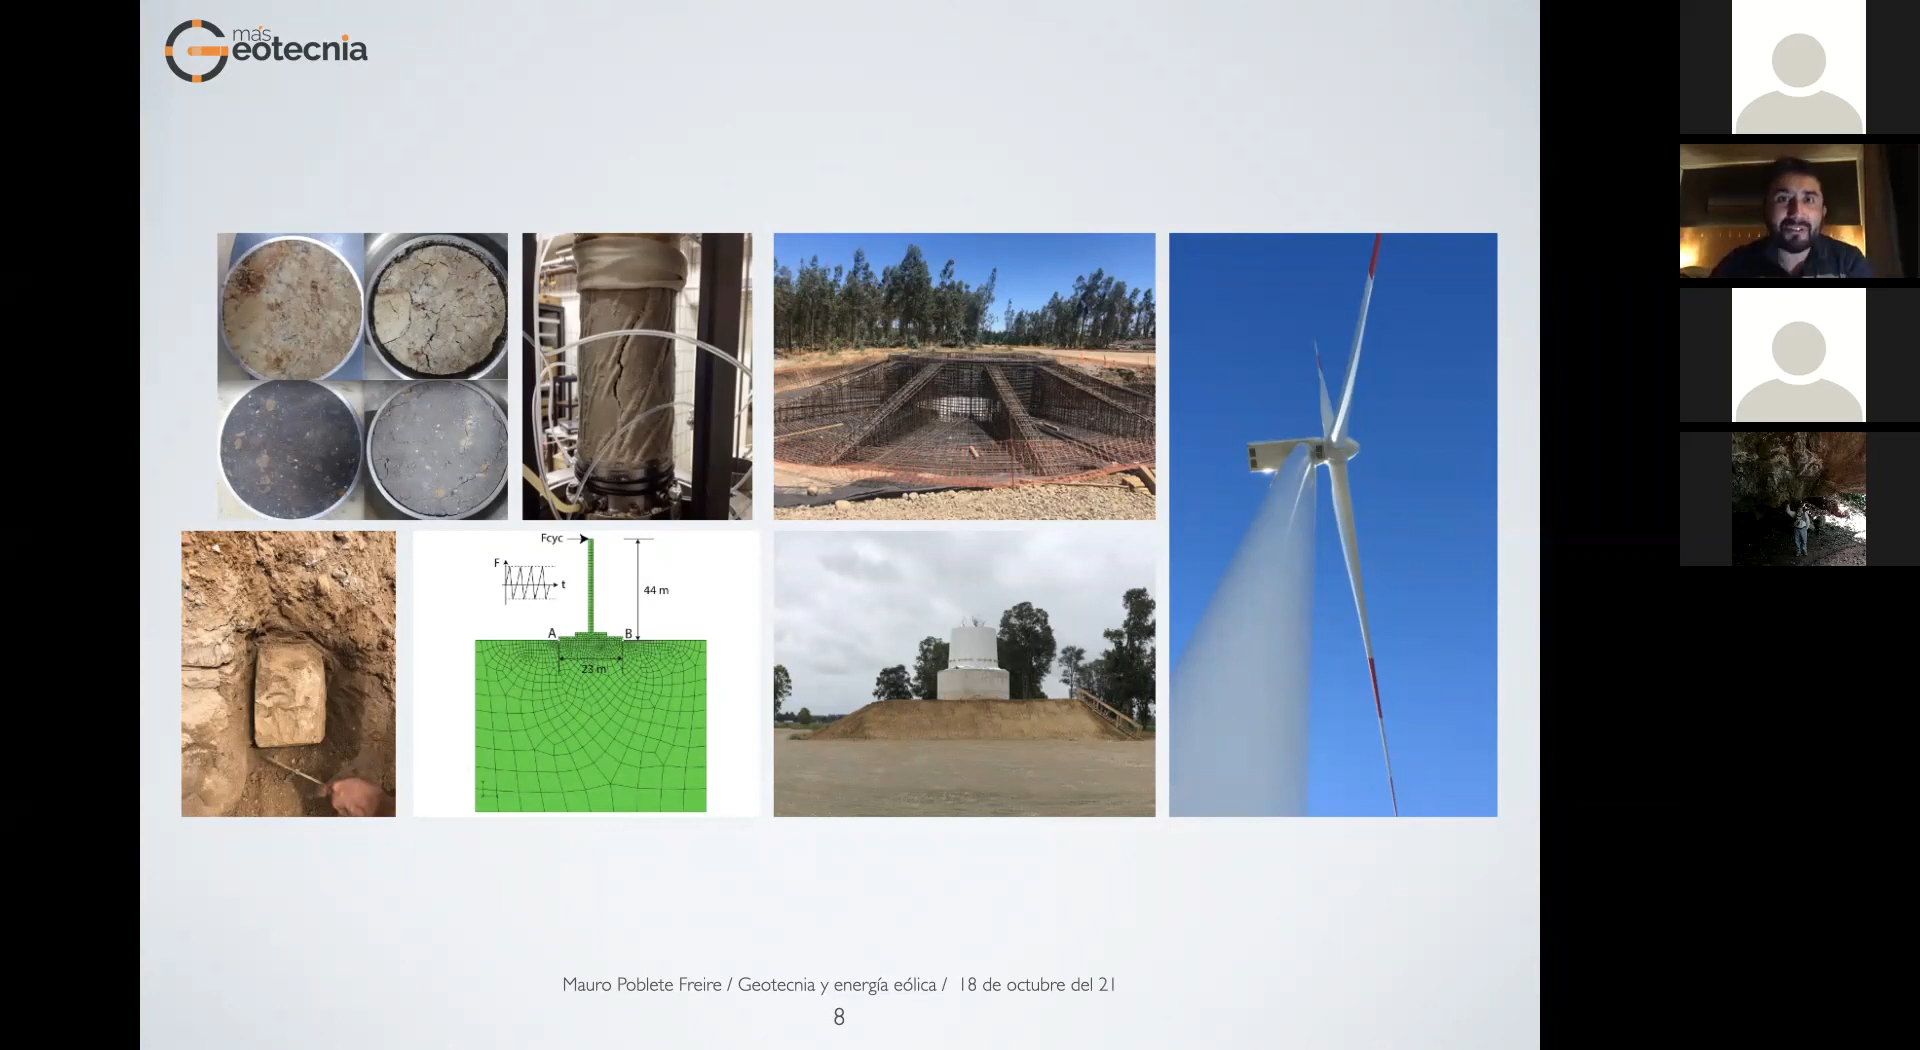 más
Geotecnia
Fcyc
F
t
44 m
A
B
23 m
Mauro Poblete Freire / Geotecnia y energía eólica / 18 de octubre del 21
8